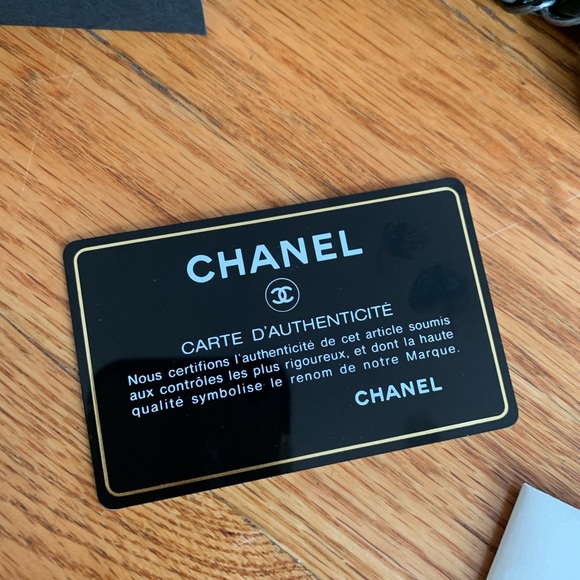 CHANEL
CARTE D'AUTHENTICITÉ
Nous certifions l'authenticité de cet article soumis
aux contrôles les plus rigoureux, et dont la haute
qualité symbolise le renom de notre Marque.
CHANEL